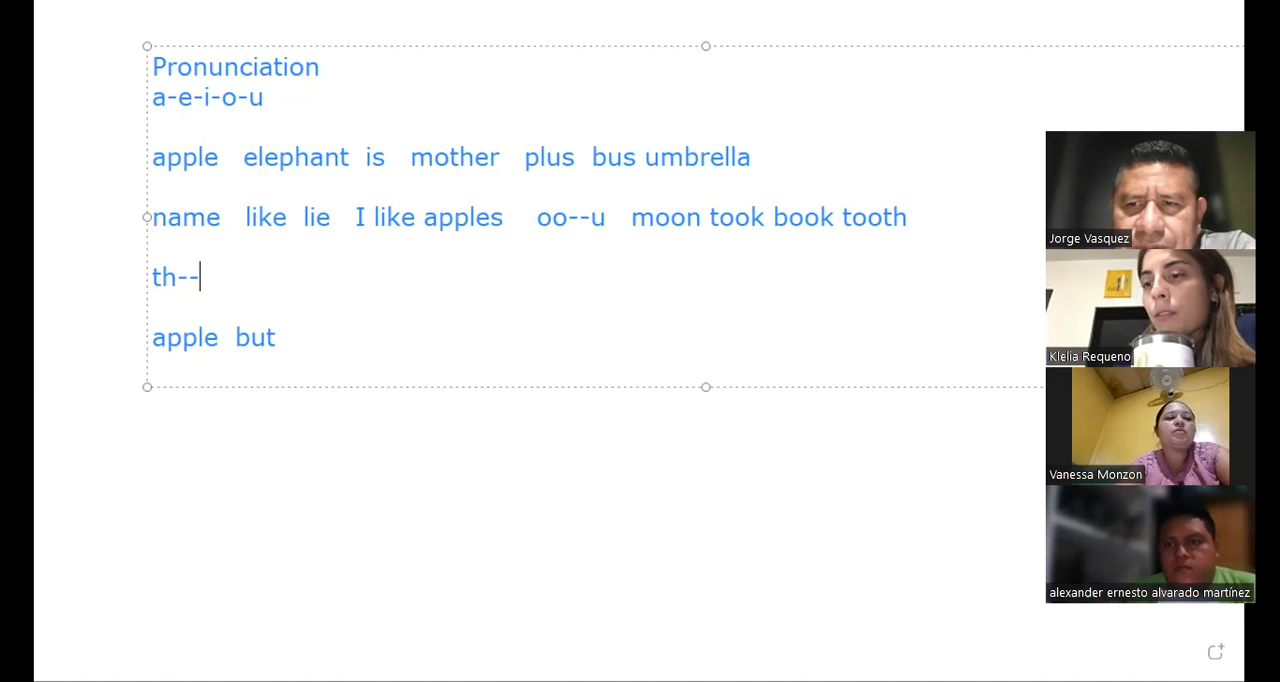 Pronunciation
a-e-i-o-u
apple elephant is mother plus bus umbrella
name like lie I like apples oo--u moon took book tooth
th--
apple but
Jorge Vasquez
Klelia Requeno
Vanessa Monzon
alexander ernesto alvarado martínez